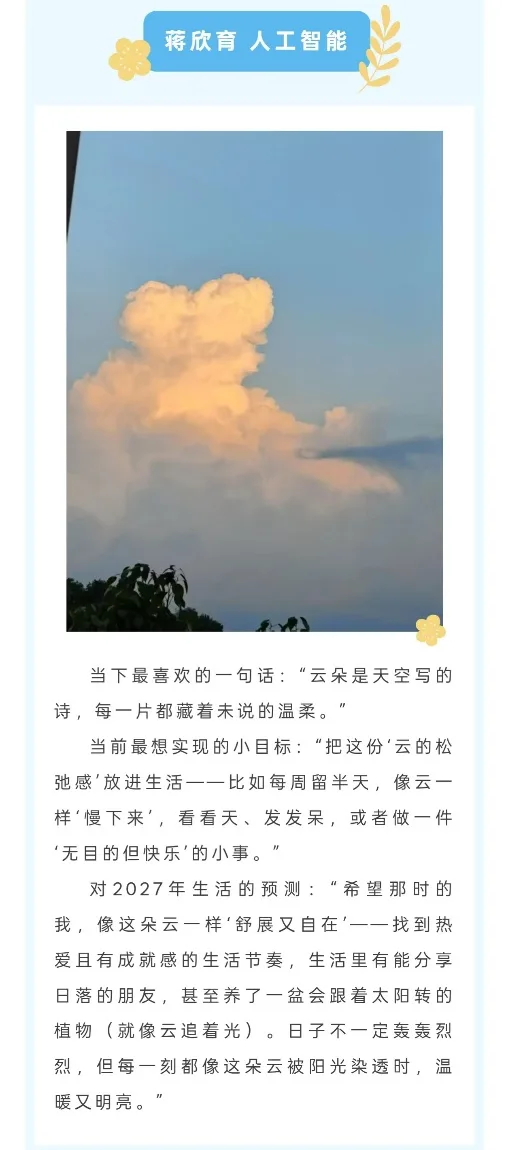 蒋欣育 人工智能
当下最喜欢的一句话：“云朵是天空写的
诗，每一片都藏着未说的温柔。”
当前最想实现的小目标：“把这份‘云的松
弛感’放进生活——比如每周留半天，像云一
样‘慢下来’，看看天、发发呆，或者做一件
‘无目的但快乐’的小事。”
对2027年生活的预测：“希望那时的
我，像这朵云一样‘舒展又自在’——找到热
爱且有成就感的生活节奏，生活里有能分享
日落的朋友，甚至养了一盆会跟着太阳转的
植物（就像云追着光）。日子不一定轰轰烈
烈，但每一刻都像这朵云被阳光染透时，温
暖又明亮。”